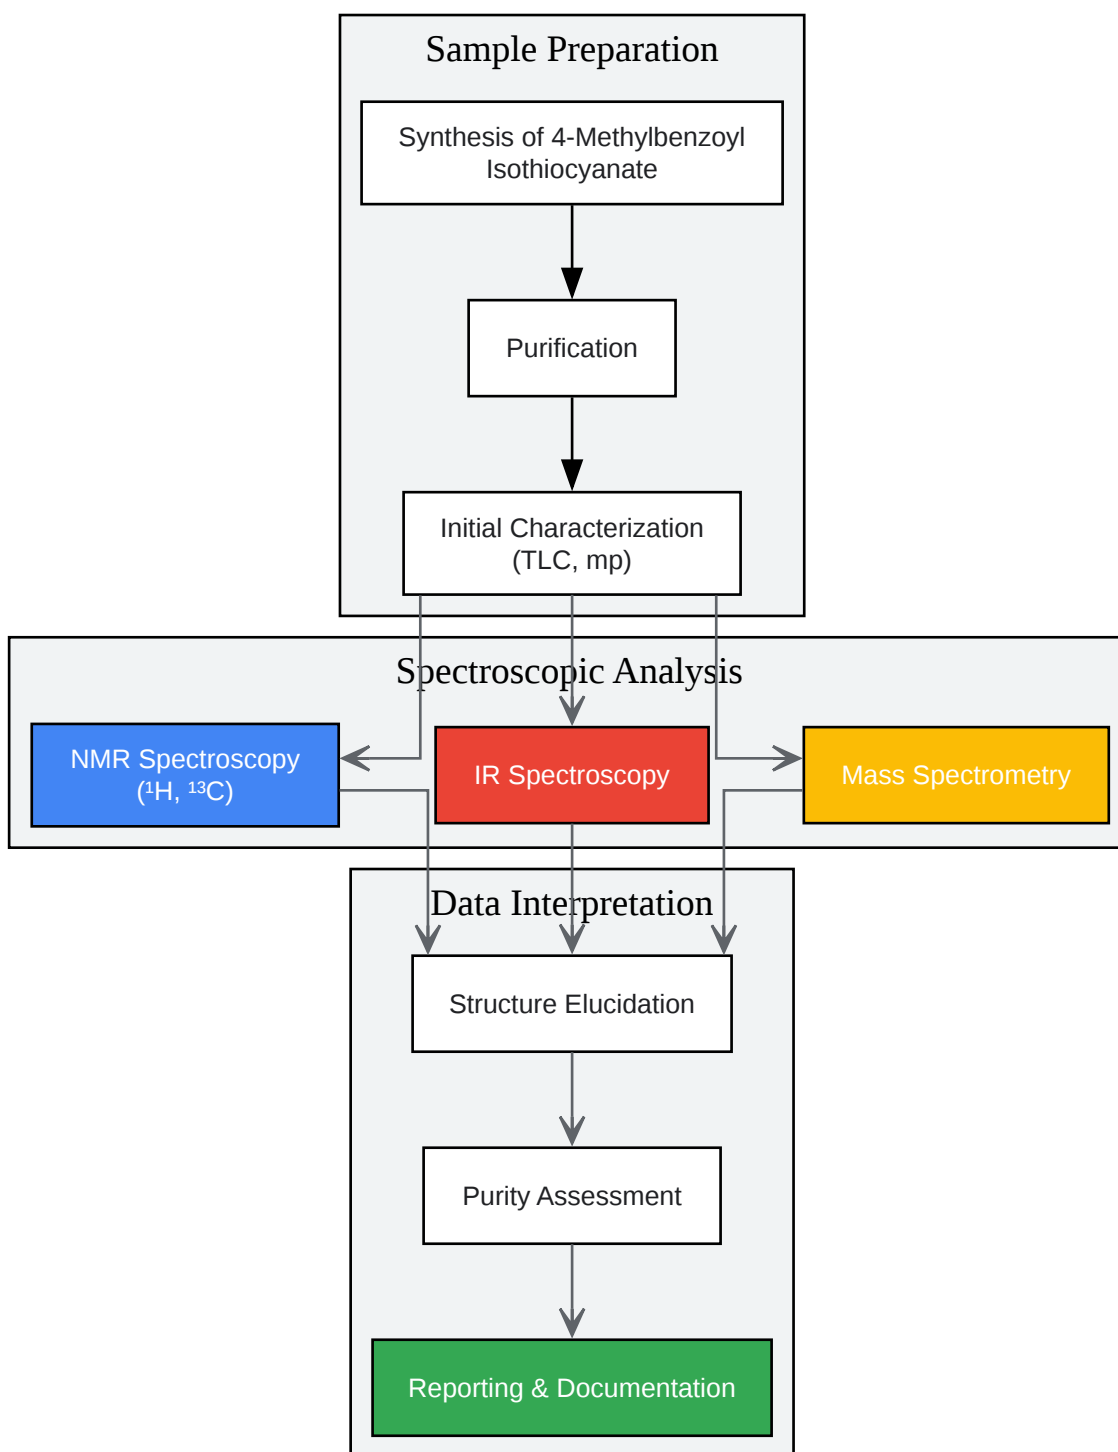 Sample Preparation
Synthesis of 4-Methylbenzoyl
Isothiocyanate
Purification
Initial Characterization
(TLC, mp)
Spectroscopic Analysis
NMR Spectroscopy
(¹H, ¹³C)
IR Spectroscopy
Mass Spectrometry
Data Interpretation
Structure Elucidation
Purity Assessment
Reporting & Documentation